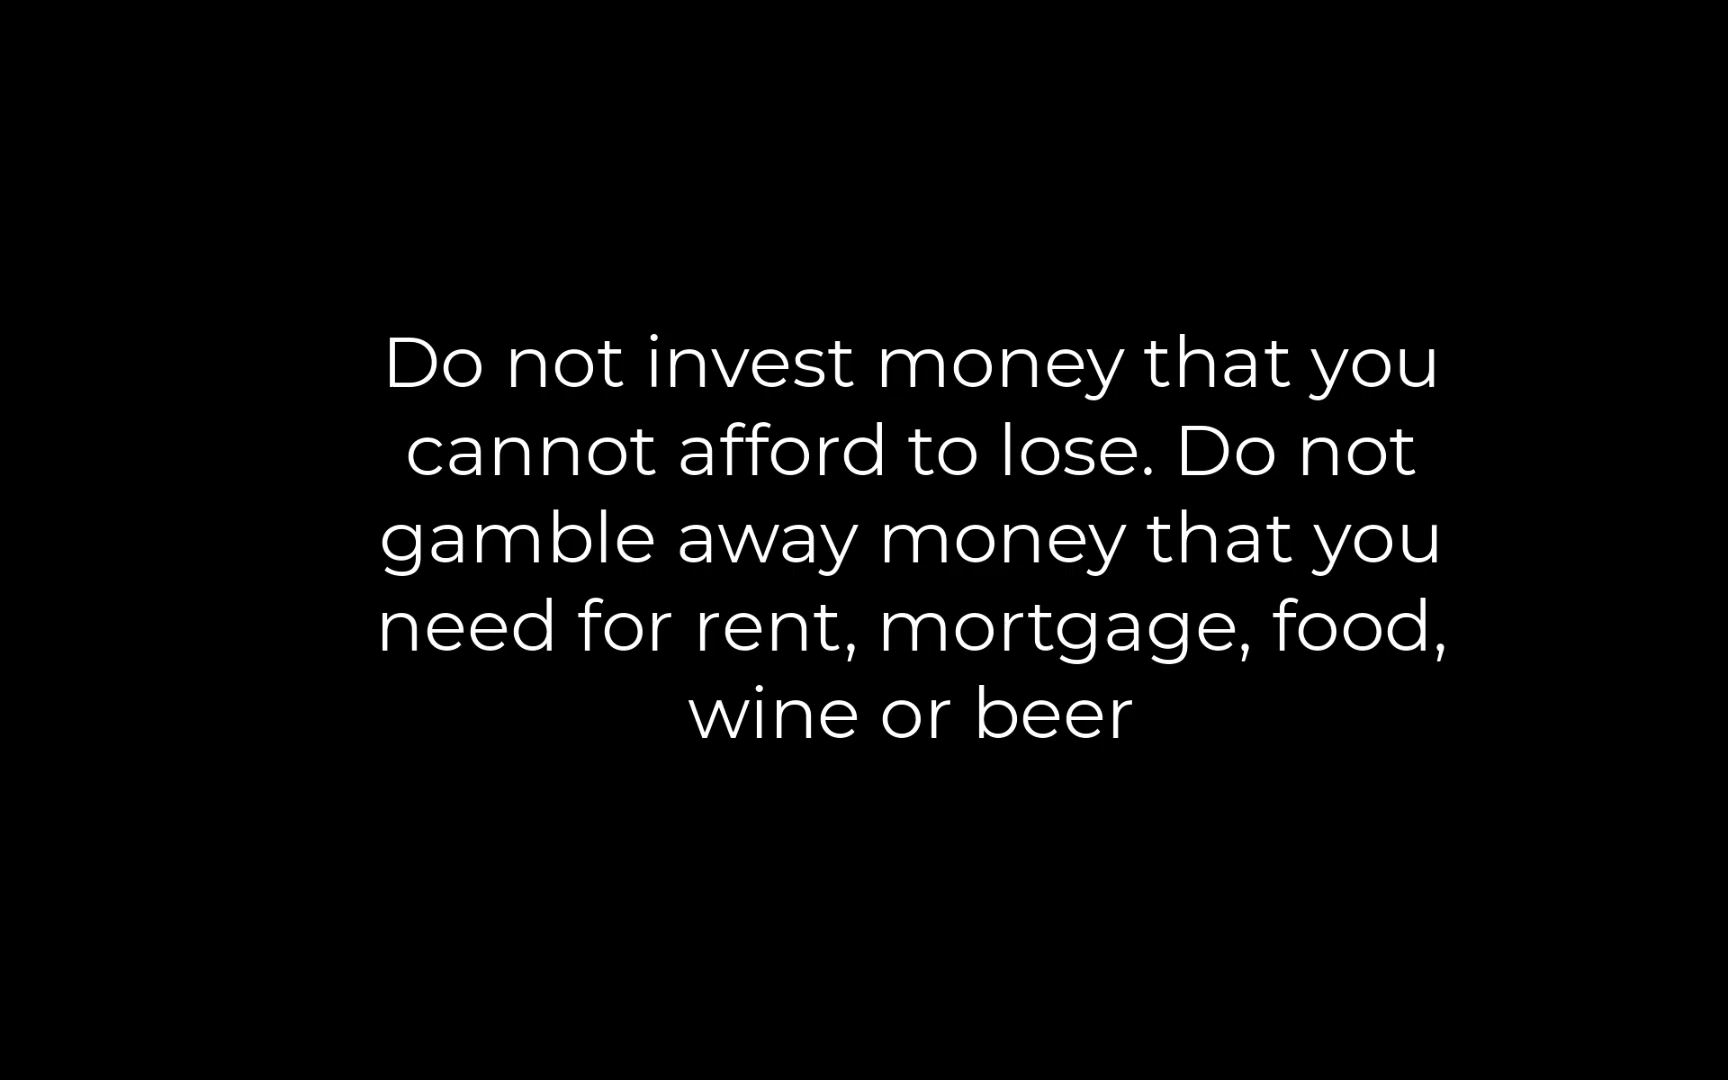 Do not invest money that you
cannot afford to lose. Do not
gamble away money that you
need for rent, mortgage, food,
wine or beer